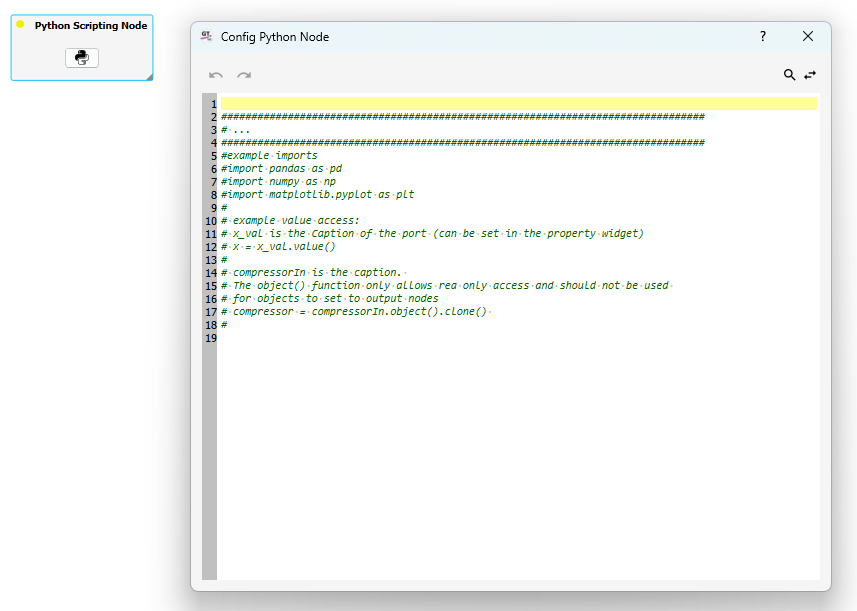 Python Scripting Node
GT
Config Python Node
?
1
2 ################################################################################
3 # ...
4 ################################################################################
5 #example imports
6 #import pandas as pd
7 #import numpy as np
8 #import matplotlib.pyplot as plt
9 #
10 # example value access:
11 # x_val is the Caption of the port (can be set in the property widget)
12 # x = x_val.value()
13 #
14 # compressorIn is the caption.
15 # The object() function only allows rea only access and should not be used
16 # for objects to set to output nodes
17 # compressor = compressorIn.object().clone()
18 #
19